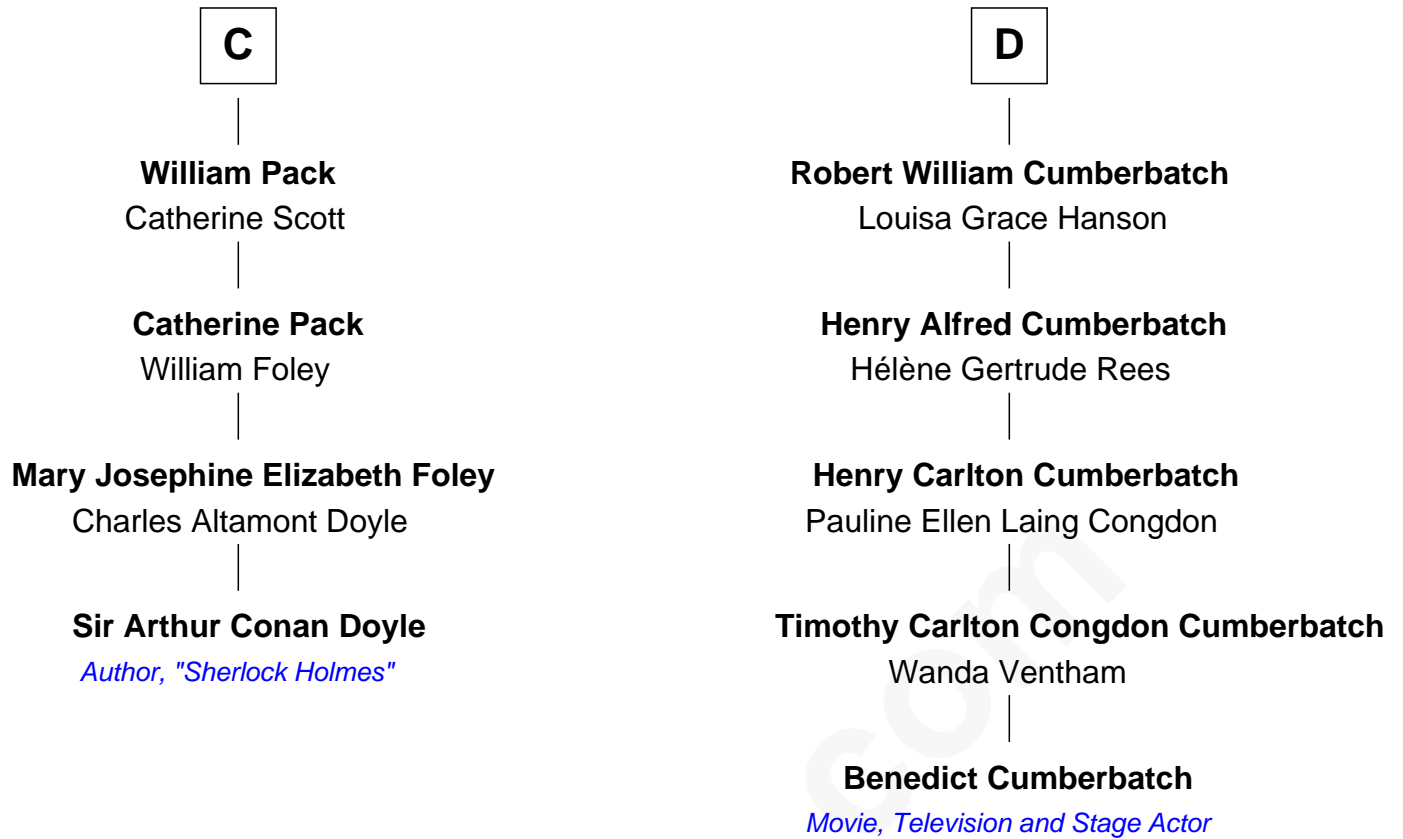 C
William Pack
Catherine Scott
Catherine Pack
William Foley
Mary Josephine Elizabeth Foley
Charles Altamont Doyle
Sir Arthur Conan Doyle
Author, "Sherlock Holmes"
D
Robert William Cumberbatch
Louisa Grace Hanson
Henry Alfred Cumberbatch
Hélène Gertrude Rees
Henry Carlton Cumberbatch
Pauline Ellen Laing Congdon
Timothy Carlton Congdon Cumberbatch
Wanda Ventham
Benedict Cumberbatch
Movie, Television and Stage Actor
com